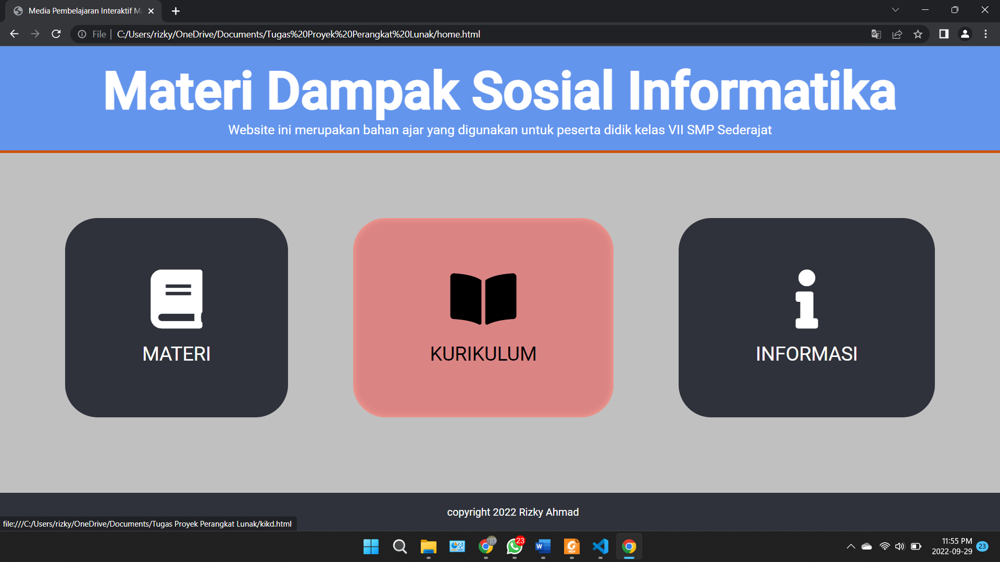 Media Pembelajaran Interaktif Ma
File
C:/Users/rizky/OneDrive/Documents/Tugas%20Proyek%20Perangkat%20Lunak/home.html
Materi Dampak Sosial Informatika
Website ini merupakan bahan ajar yang digunakan untuk peserta didik kelas VII SMP Sederajat
MATERI
KURIKULUM
INFORMASI
copyright 2022 Rizky Ahmad
file:///C:/Users/rizky/OneDrive/Documents/Tugas Proyek Perangkat Lunak/kikd.html
23
W
PDF
11:55 PM
2022-09-29
23